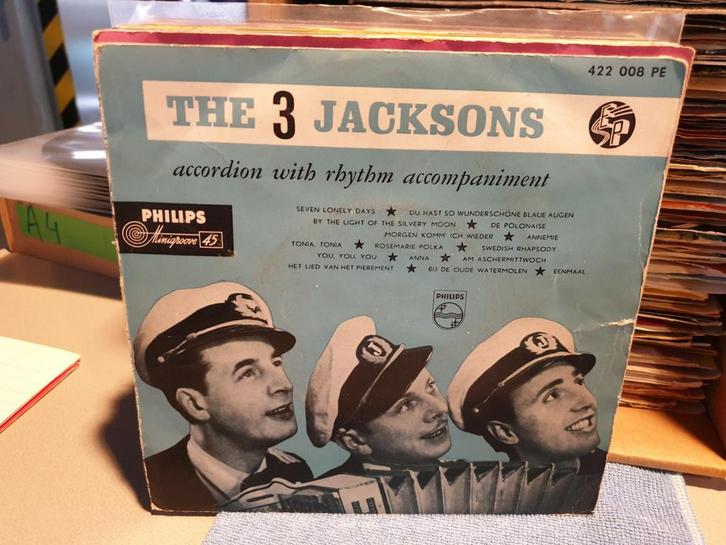 422 008 PE
THE 3 JACKSONS
EP
accordion with rhythm accompaniment
PHILIPS
Minigroove 45
SEVEN LONELY DAYS ★ DU HAST SO WUNDERSCHÖNE BLAUE AUGEN
BY THE LIGHT OF THE SILVERY MOON ★ DE POLONAISE
MORGEN KOMM' ICH WIEDER ★ ANNEMIE
TONIA, TONIA ★ ROSEMARIE POLKA ★ SWEDISH RHAPSODY
YOU, YOU, YOU ★ ANNA ★ AM ASCHERMITTWOCH
HET LIED VAN HET PIEREMENT ★ BIJ DE OUDE WATERMOLEN ★ EENMAAL
PHILIPS
J
A4